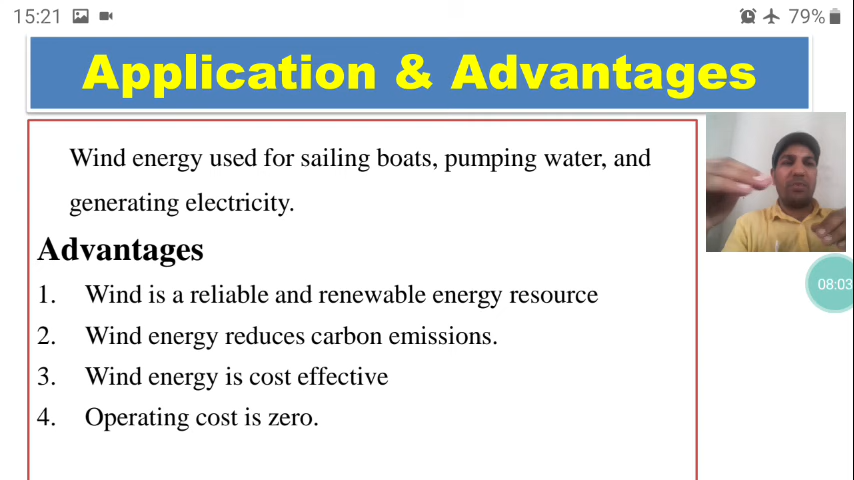 15:21
79%
Application & Advantages
Wind energy used for sailing boats, pumping water, and
generating electricity.
Advantages
1. Wind is a reliable and renewable energy resource
2. Wind energy reduces carbon emissions.
3. Wind energy is cost effective
4. Operating cost is zero.
08:03